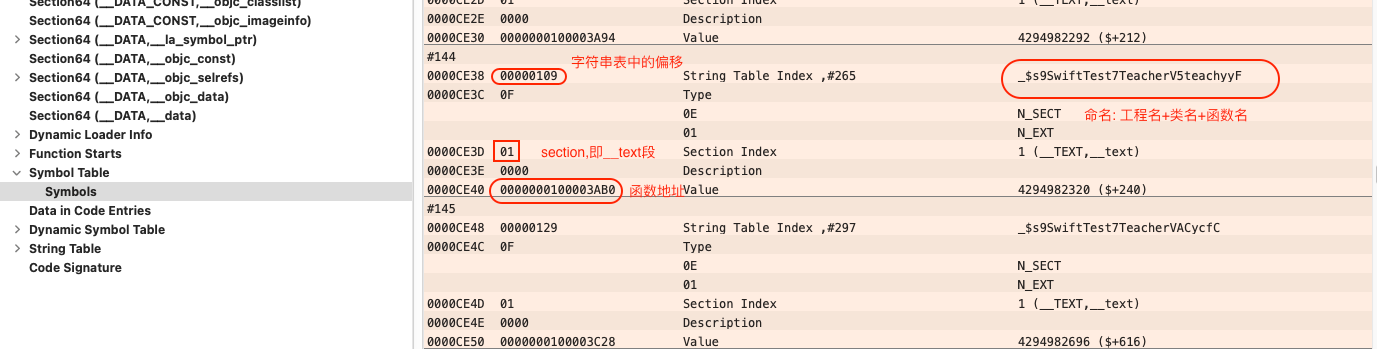 Section64 (__DATA_CONST,__objc_classlist)
Section64 (__DATA_CONST,__objc_imageinfo)
Section64 (__DATA,__la_symbol_ptr)
Section64 (__DATA,__objc_const)
Section64 (__DATA,__objc_selrefs)
Section64 (__DATA,__objc_data)
Section64 (__DATA,__data)
Dynamic Loader Info
Function Starts
Symbol Table
Symbols
Data in Code Entries
Dynamic Symbol Table
String Table
Code Signature
0000CE2D 01 Section Index 1 (__TEXT,__text)
0000CE2E 0000 Description
0000CE30 0000000100003A94 Value 4294982292 ($+212)
#144 字符串表中的偏移
0000CE38 00000109 String Table Index ,#265 _$s9SwiftTest7TeacherV5teachyyF
0000CE3C 0F Type
0E N_SECT 命名: 工程名+类名+函数名
01 N_EXT
0000CE3D 01 section,即__text段 Section Index 1 (__TEXT,__text)
0000CE3E 0000 Description
0000CE40 0000000100003AB0 函数地址 Value 4294982320 ($+240)
#145
0000CE48 00000129 String Table Index ,#297 _$s9SwiftTest7TeacherVACycfC
0000CE4C 0F Type
0E N_SECT
01 N_EXT
0000CE4D 01 Section Index 1 (__TEXT,__text)
0000CE4E 0000 Description
0000CE50 0000000100003C28 Value 4294982696 ($+616)